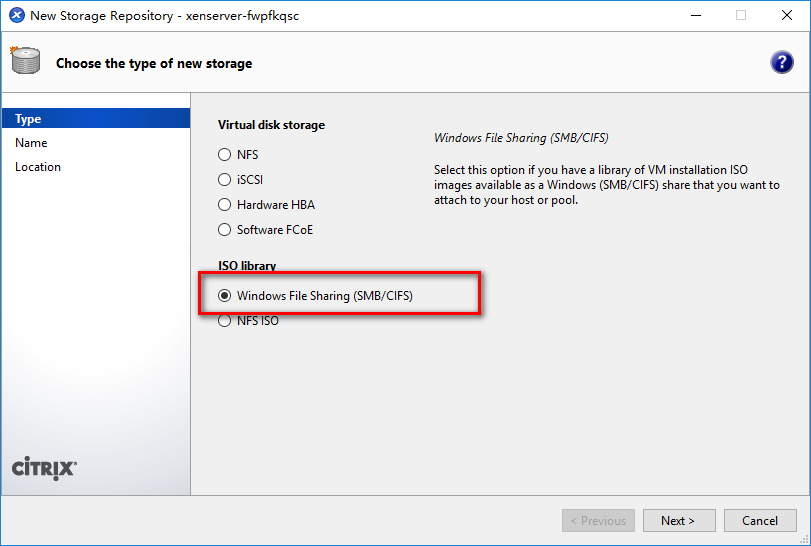 New Storage Repository - xenserver-fwpfkqsc
Choose the type of new storage
?
Type
Name
Location
Virtual disk storage
NFS
iSCSI
Hardware HBA
Software FCoE
ISO library
Windows File Sharing (SMB/CIFS)
NFS ISO
Windows File Sharing (SMB/CIFS)
Select this option if you have a library of VM installation ISO
images available as a Windows (SMB/CIFS) share that you want to
attach to your host or pool.
CİTRIX
< Previous
Next >
Cancel